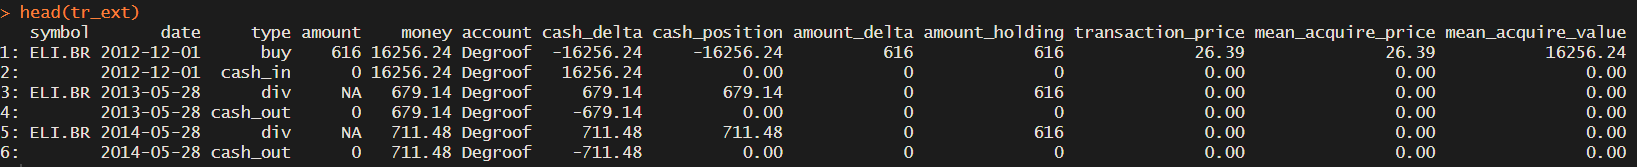 > head(tr_ext)
symbol date type amount money account cash_delta cash_position amount_delta amount_holding transaction_price mean_acquire_price mean_acquire_value
1: ELI.BR 2012-12-01 buy 616 16256.24 Degroof -16256.24 -16256.24 616 616 26.39 26.39 16256.24
2: 2012-12-01 cash_in 0 16256.24 Degroof 16256.24 0.00 0 0 0.00 0.00 0.00
3: ELI.BR 2013-05-28 div NA 679.14 Degroof 679.14 679.14 0 616 0.00 0.00 0.00
4: 2013-05-28 cash_out 0 679.14 Degroof -679.14 0.00 0 0 0.00 0.00 0.00
5: ELI.BR 2014-05-28 div NA 711.48 Degroof 711.48 711.48 0 616 0.00 0.00 0.00
6: 2014-05-28 cash_out 0 711.48 Degroof -711.48 0.00 0 0 0.00 0.00 0.00